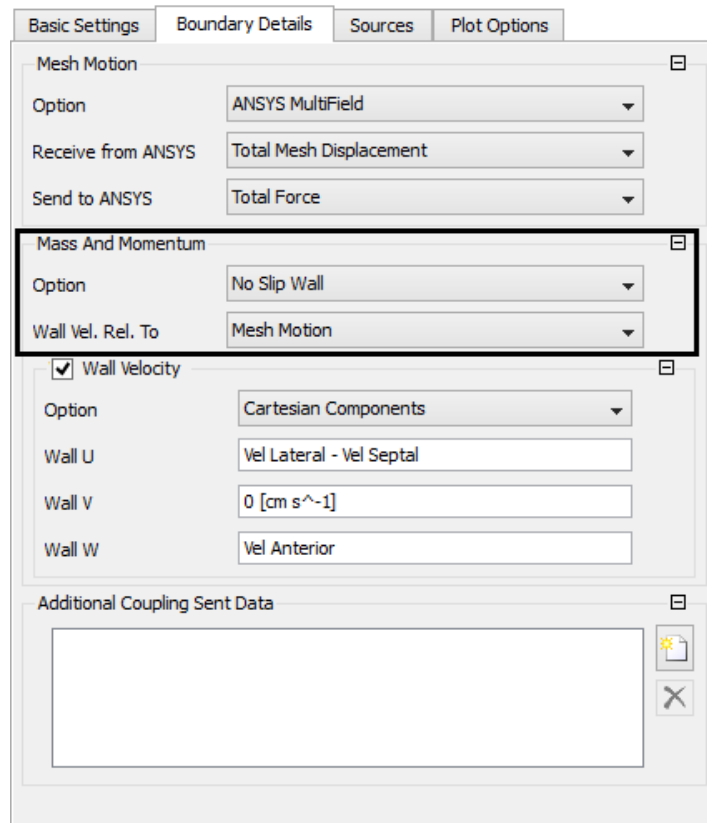 Basic Settings Boundary Details Sources Plot Options
Mesh Motion
Option ANSYS MultiField
Receive from ANSYS Total Mesh Displacement
Send to ANSYS Total Force
Mass And Momentum
Option No Slip Wall
Wall Vel. Rel. To Mesh Motion
Wall Velocity
Option Cartesian Components
Wall U Vel Lateral - Vel Septal
Wall V 0 [cm s^-1]
Wall W Vel Anterior
Additional Coupling Sent Data